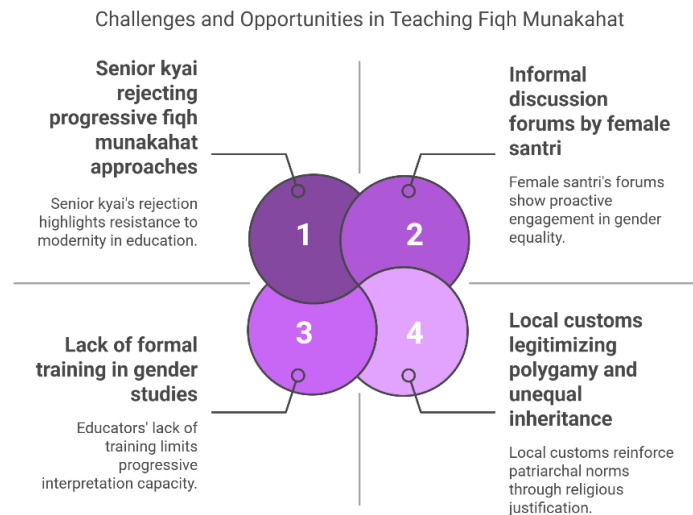 Challenges and Opportunities in Teaching Fiqh Munakahat
Senior kyai
rejecting
progressive fiqh
munakahat
approaches
Senior kyai's rejection
highlights resistance to
modernity in education.
Informal
discussion
forums by female
santri
Female santri's forums
show proactive
engagement in gender
equality.
1
2
3
4
Lack of formal
training in gender
studies
Educators' lack of
training limits
progressive
interpretation capacity.
Local customs
legitimizing
polygamy and
unequal
inheritance
Local customs reinforce
patriarchal norms
through religious
justification.